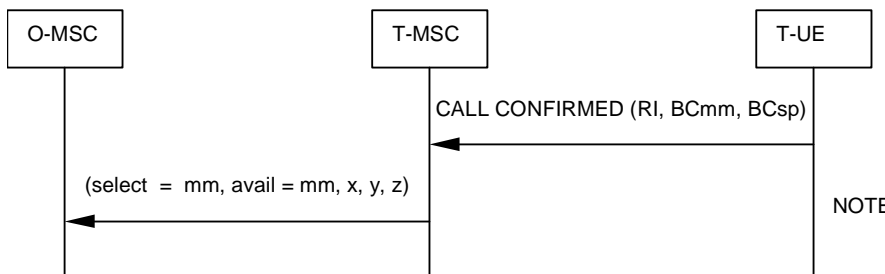 O-MSC
T-MSC
T-UE
CALL CONFIRMED (RI, BCmm, BCsp)
(select = mm, avail = mm, x, y, z)
NOTE